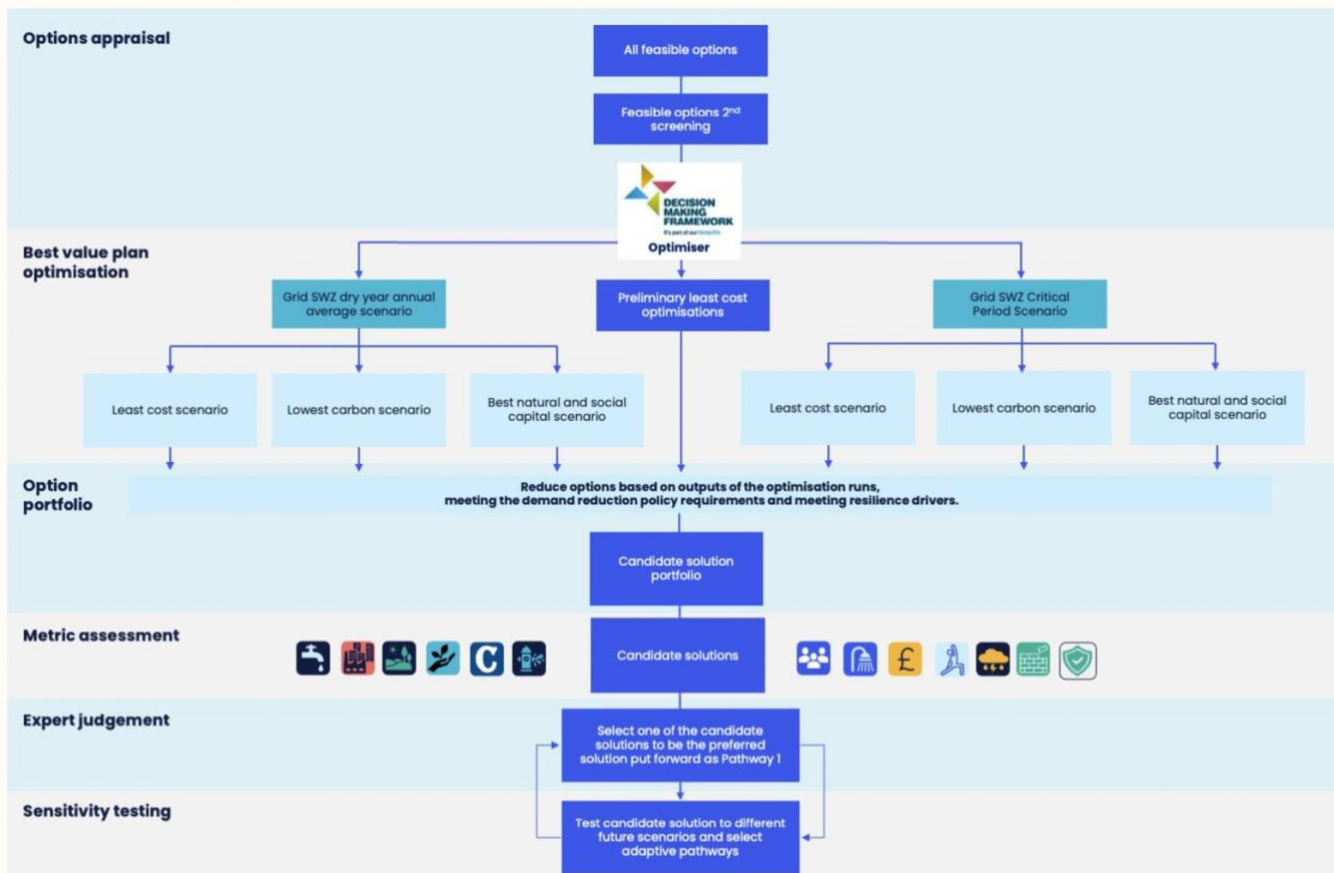 Options appraisal
All feasible options
Feasible options 2nd
screening
DECISION
MAKING
FRAMEWORK
It's part of our blueprint
Optimiser
Best value plan
optimisation
Grid SWZ dry year annual
average scenario
Preliminary least cost
optimisations
Grid SWZ Critical
Period Scenario
Least cost scenario
Lowest carbon scenario
Best natural and social
capital scenario
Least cost scenario
Lowest carbon scenario
Best natural and social
capital scenario
Option
portfolio
Reduce options based on outputs of the optimisation runs,
meeting the demand reduction policy requirements and meeting resilience drivers.
Candidate solution
portfolio
Metric assessment
C
Candidate solutions
£
Expert judgement
Select one of the candidate
solutions to be the preferred
solution put forward as Pathway 1
Sensitivity testing
Test candidate solution to different
future scenarios and select
adaptive pathways